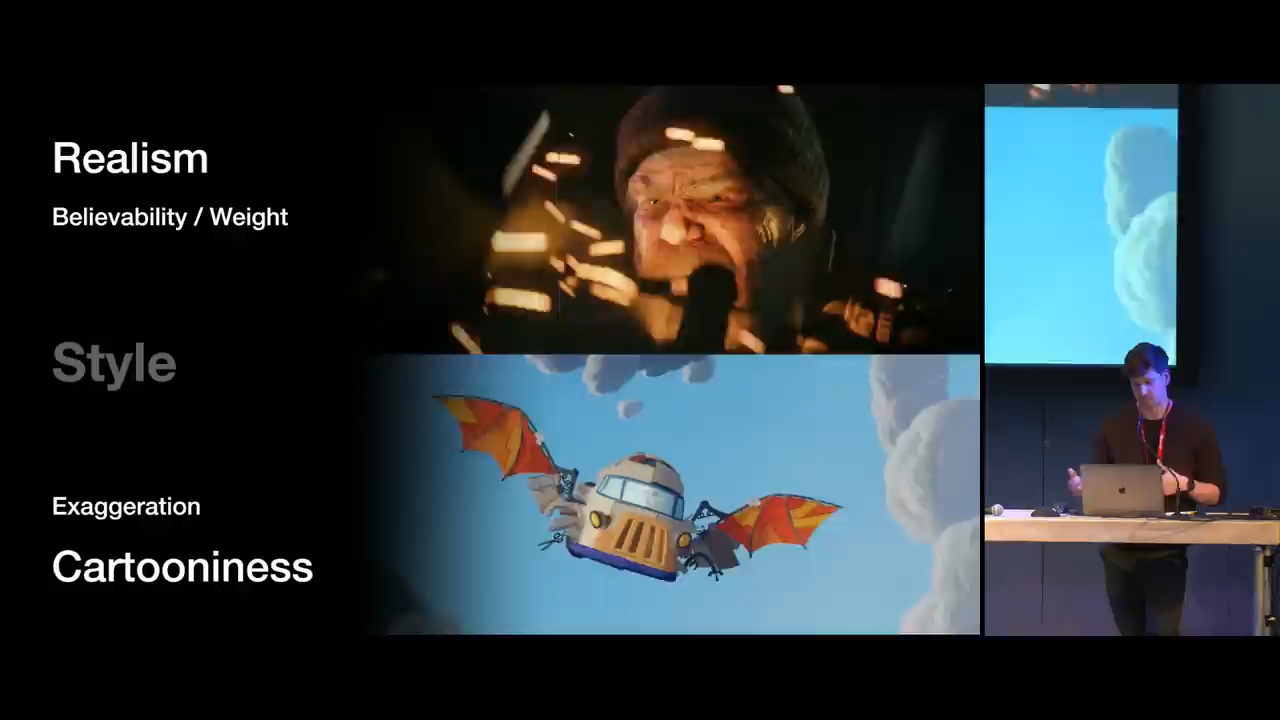 Realism
Believability / Weight
Style
Exaggeration
Cartooniness